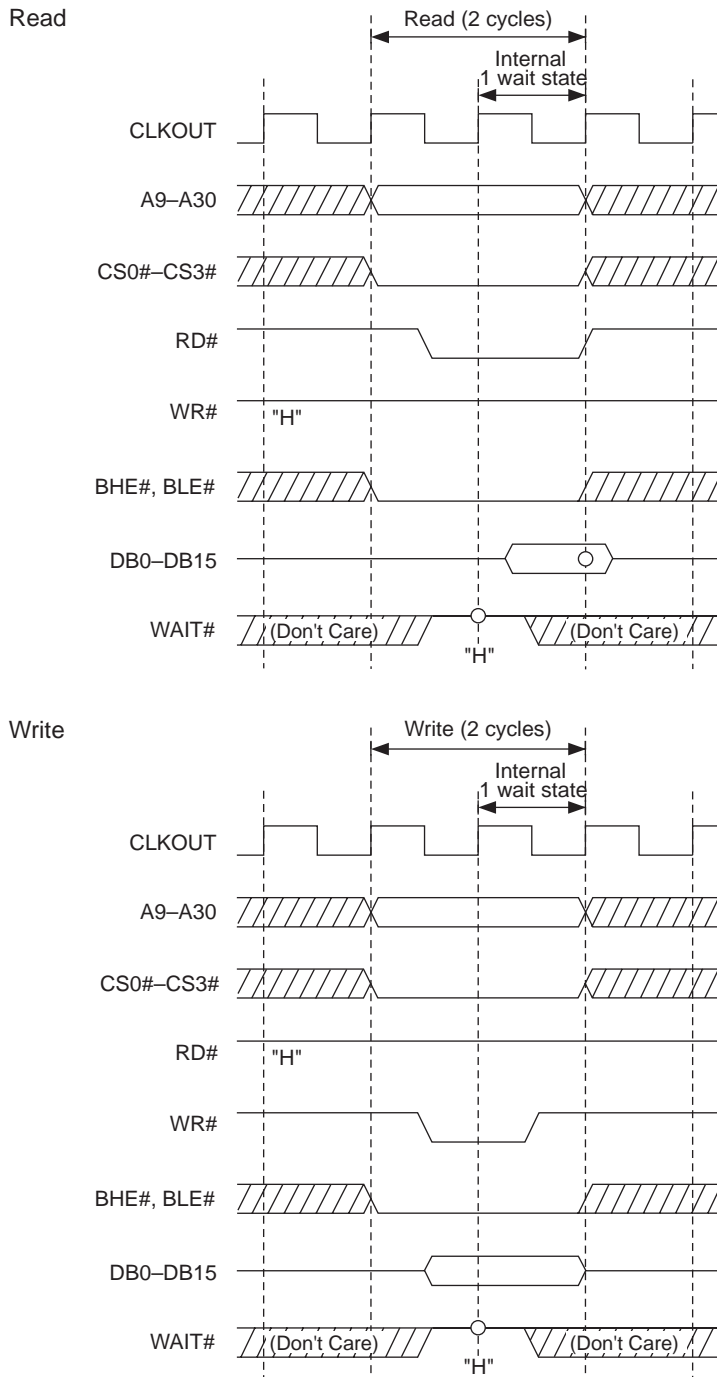 Read
Read (2 cycles)
Internal
1 wait state
CLKOUT
A9–A30
CS0#–CS3#
RD#
WR#
"H"
BHE#, BLE#
DB0–DB15
WAIT#
(Don't Care)
"H"
(Don't Care)
Write
Write (2 cycles)
Internal
1 wait state
CLKOUT
A9–A30
CS0#–CS3#
RD#
"H"
WR#
BHE#, BLE#
DB0–DB15
WAIT#
(Don't Care)
"H"
(Don't Care)